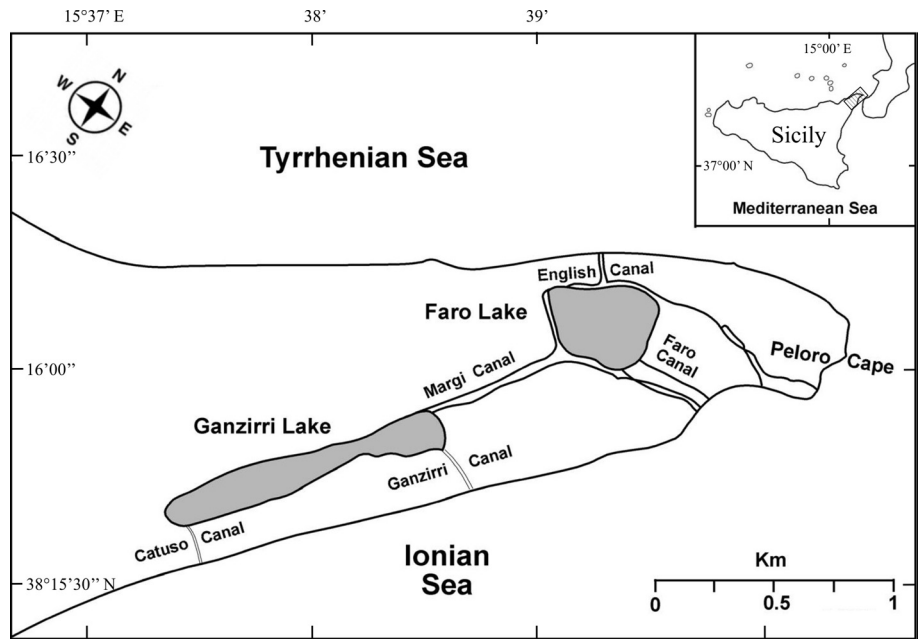 15°37’ E
38’
39’
N
W
E
S
15°00’ E
Sicily
37°00’ N
Mediterranean Sea
16’30’’
Tyrrhenian Sea
English Canal
Faro Lake
Faro
Canal
Peloro Cape
16’00’’
Margi Canal
Ganzirri Lake
Ganzirri Canal
Catuso Canal
Ionian
Sea
38°15’30’’ N
Km
0
0.5
1